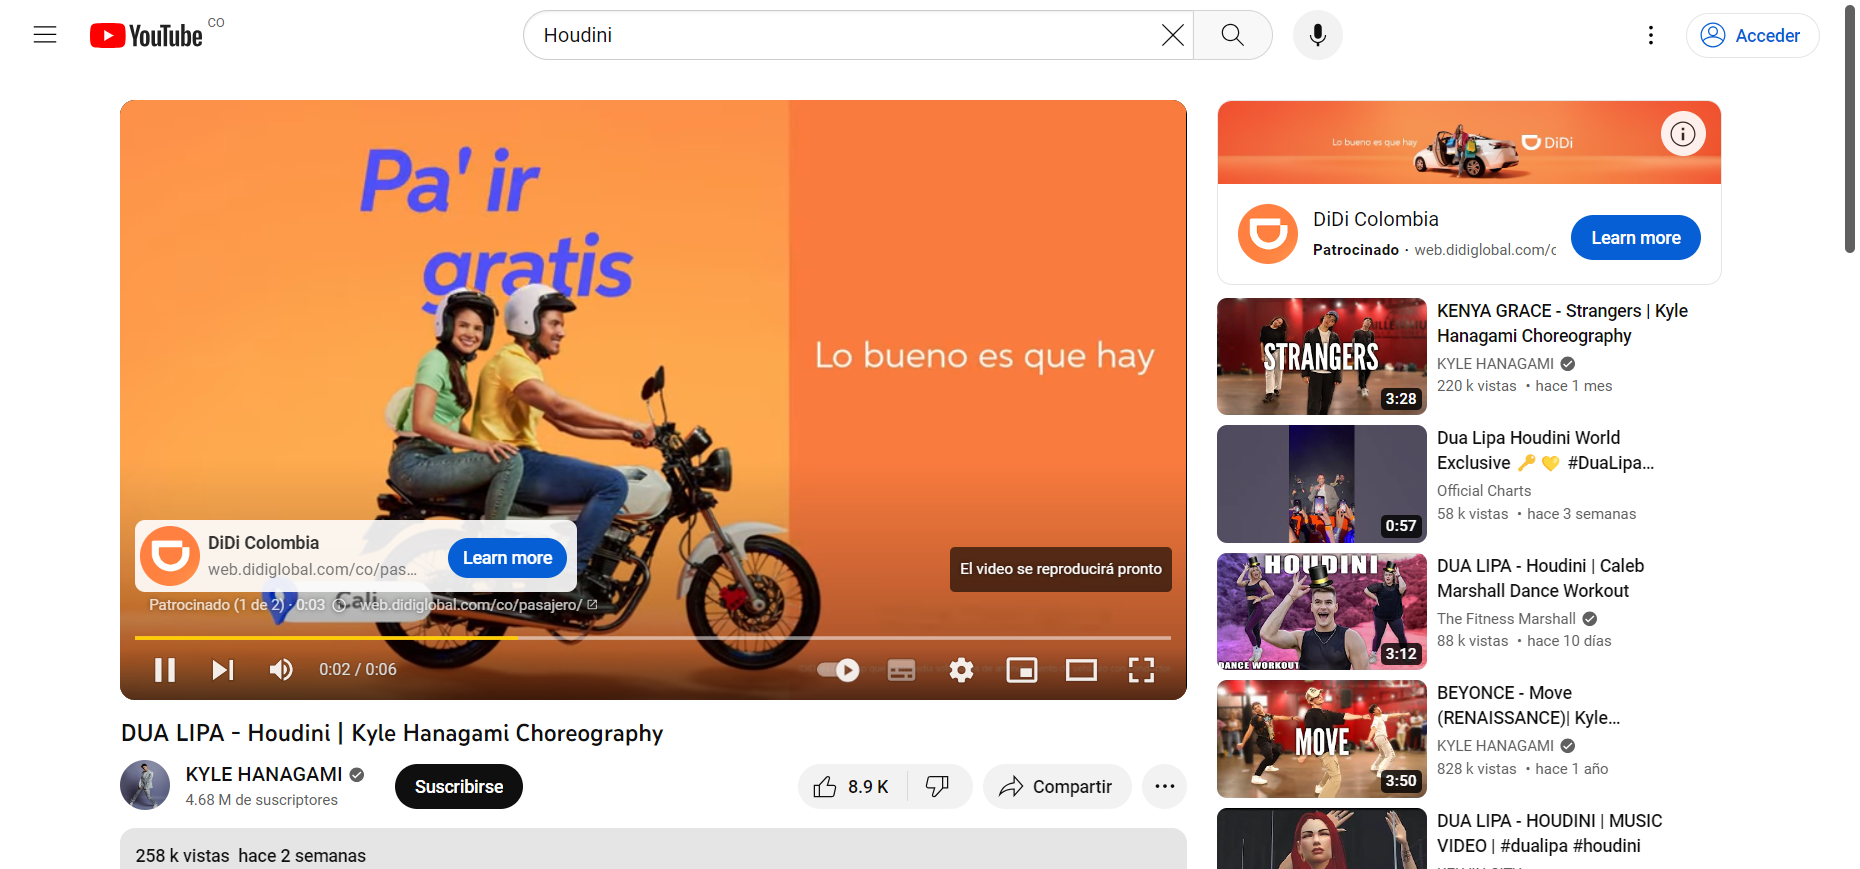 YouTube CO
Houdini
Acceder
Pa' ir
gratis
Lo bueno es que hay
DiDi Colombia
web.didiglobal.com/co/pas...
Learn more
El video se reproducirá pronto
Cali
Patrocinado (1 de 2) · 0:03 web.didiglobal.com/co/pasajero/
0:02 / 0:06
DUA LIPA - Houdini | Kyle Hanagami Choreography
KYLE HANAGAMI
4.68 M de suscriptores
Suscribirse
8.9 K
Compartir
258 k vistas hace 2 semanas
Lo bueno es que hay
DiDi
DiDi Colombia
Patrocinado · web.didiglobal.com/c
Learn more
STRANGERS
3:28
KENYA GRACE - Strangers | Kyle
Hanagami Choreography
KYLE HANAGAMI
220 k vistas • hace 1 mes
0:57
Dua Lipa Houdini World
Exclusive 🔑 💛 #DuaLipa...
Official Charts
58 k vistas • hace 3 semanas
HOUDINI
DANCE WORKOUT
3:12
DUA LIPA - Houdini | Caleb
Marshall Dance Workout
The Fitness Marshall
88 k vistas • hace 10 días
MOVE
3:50
BEYONCE - Move
(RENAISSANCE)| Kyle...
KYLE HANAGAMI
828 k vistas • hace 1 año
DUA LIPA - HOUDINI | MUSIC
VIDEO | #dualipa #houdini